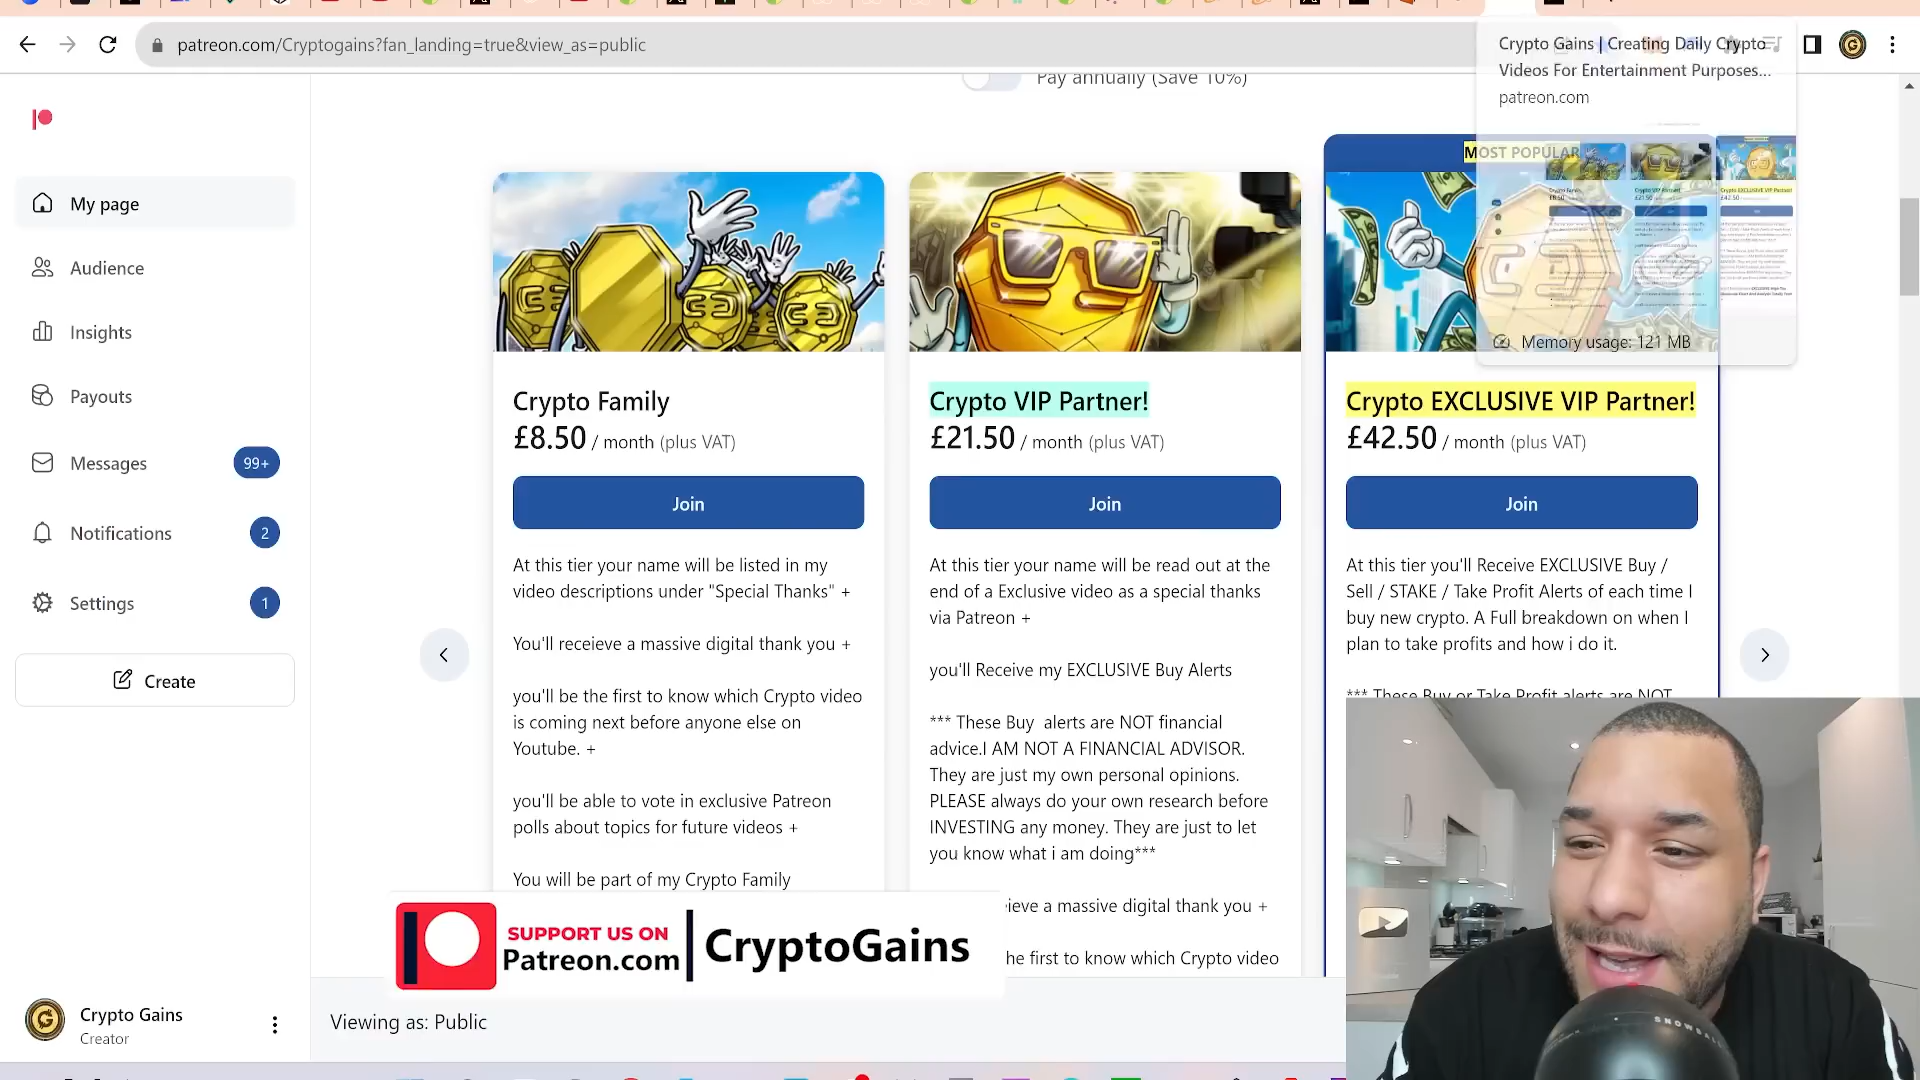 patreon.com/Cryptogains?fan_landing=true&view_as=public
Crypto Gains | Creating Daily Crypto
Videos For Entertainment Purposes...
patreon.com
Pay annually (Save 10%)
My page
Audience
Insights
Payouts
Messages
99+
Notifications
2
Settings
1
Create
Crypto Gains
Creator
MOST POPULAR
Memory usage: 121 MB
Crypto Family
£8.50 / month (plus VAT)
Join
At this tier your name will be listed in my
video descriptions under "Special Thanks" +
You'll receieve a massive digital thank you +
you'll be the first to know which Crypto video
is coming next before anyone else on
Youtube. +
you'll be able to vote in exclusive Patreon
polls about topics for future videos +
You will be part of my Crypto Family
Crypto VIP Partner!
£21.50 / month (plus VAT)
Join
At this tier your name will be read out at the
end of a Exclusive video as a special thanks
via Patreon +
you'll Receive my EXCLUSIVE Buy Alerts
*** These Buy alerts are NOT financial
advice.I AM NOT A FINANCIAL ADVISOR.
They are just my own personal opinions.
PLEASE always do your own research before
INVESTING any money. They are just to let
you know what i am doing***
ieve a massive digital thank you +
he first to know which Crypto video
Crypto EXCLUSIVE VIP Partner!
£42.50 / month (plus VAT)
Join
At this tier you'll Receive EXCLUSIVE Buy /
Sell / STAKE / Take Profit Alerts of each time I
buy new crypto. A Full breakdown on when I
plan to take profits and how i do it.
*** These Buy or Take Profit alerts are NOT
SUPPORT US ON
Patreon.com
CryptoGains
Viewing as: Public
SNOWBALL